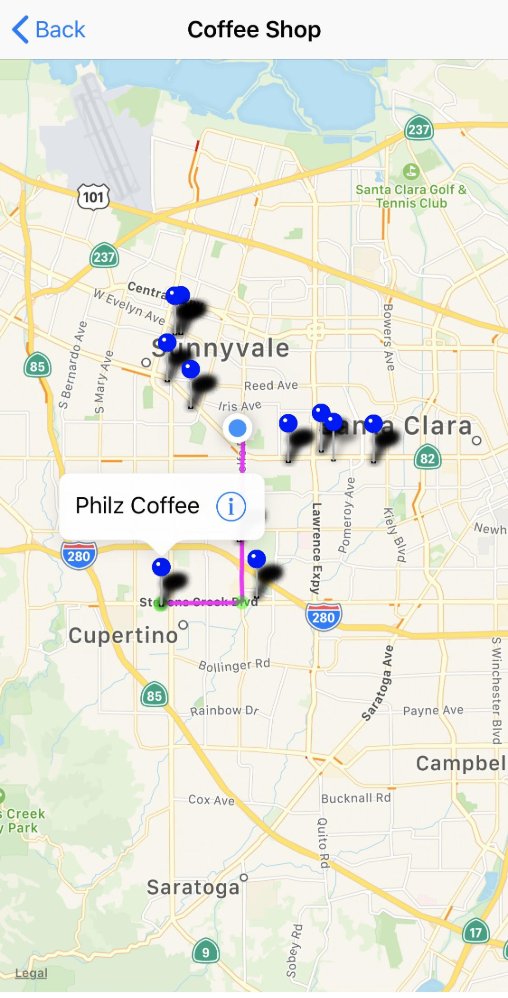 Back
Coffee Shop
237
Santa Clara Golf &
Tennis Club
101
237
Central
W Evelyn Ave
Bowers Ave
Sunnyvale
85
S Bernardo Ave
S Mary Ave
Reed Ave
Iris Ave
Santa Clara
82
Philz Coffee
Lawrence Expy
Pomeroy Ave
Kiely Blvd
Newh
280
Stevens Creek Blvd
280
Cupertino
Bollinger Rd
Saratoga Ave
S Winchester Blvd
85
Rainbow Dr
Payne Ave
Campbel
Cox Ave
Bucknall Rd
s Creek
y Park
Quito Rd
Saratoga
Sobey Rd
17
9
Legal